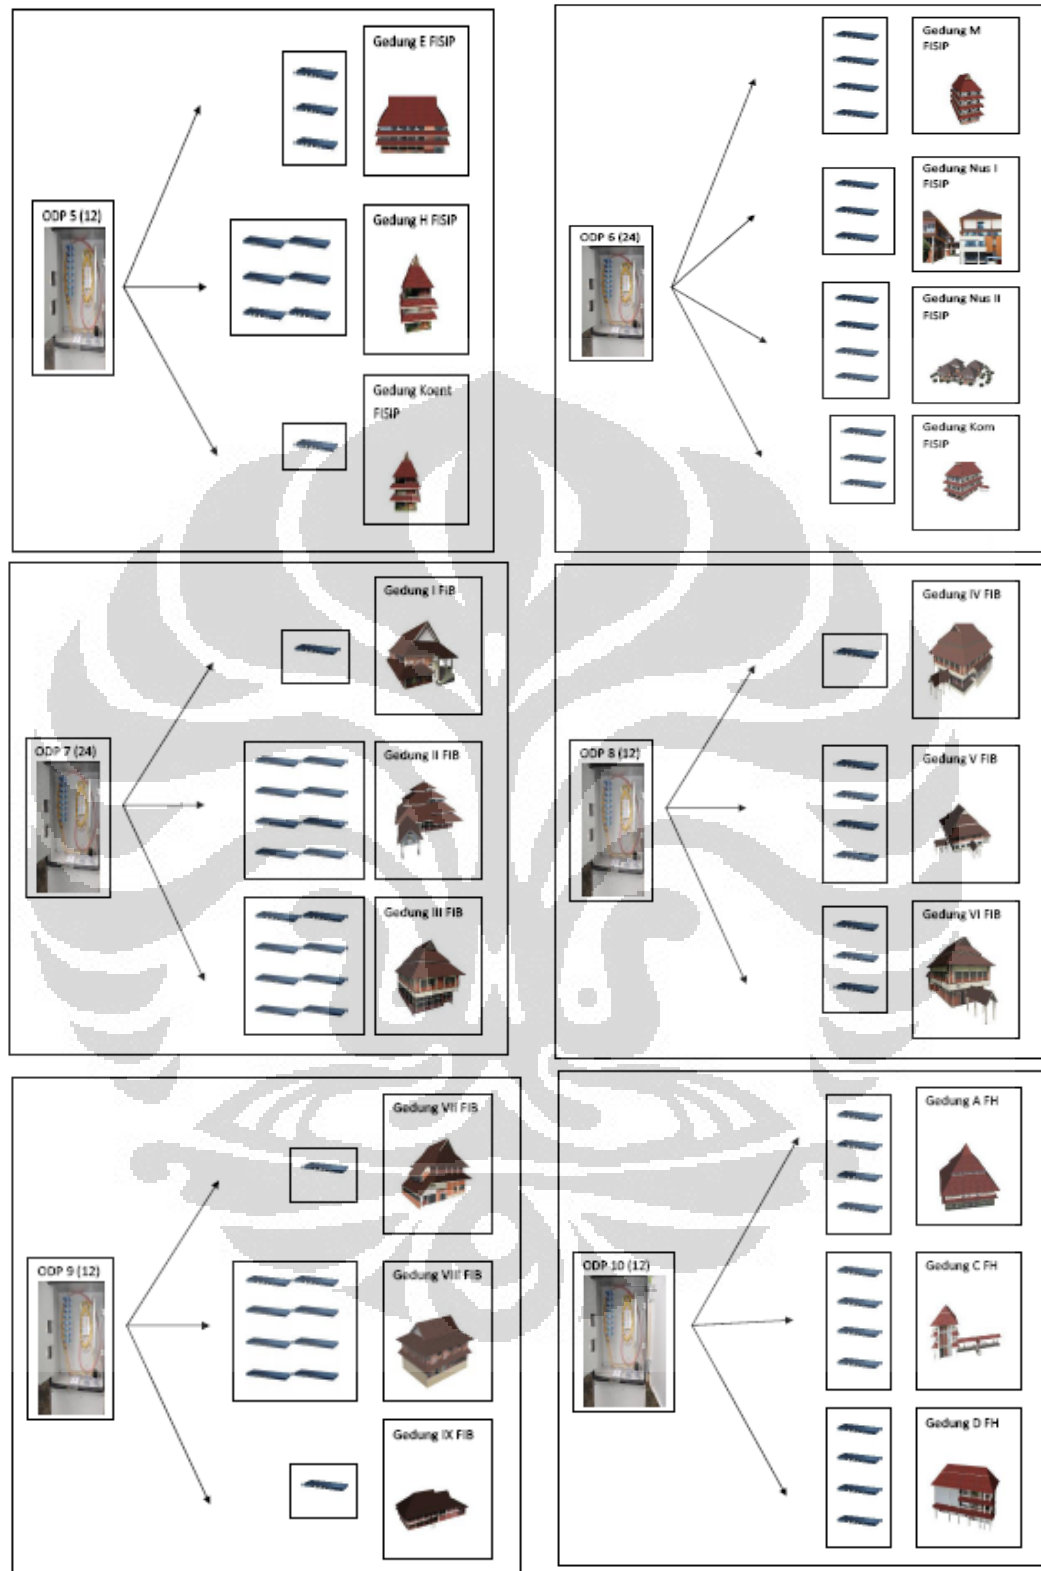 Gedung E FISIP
ODP 5 (12)
Gedung H FISIP
Gedung Koent
FISIP
Gedung M
FISIP
Gedung Nus I
FISIP
ODP 6 (24)
Gedung Nus II
FISIP
Gedung Kom
FISIP
Gedung I FIB
ODP 7 (24)
Gedung II FIB
Gedung III FIB
Gedung IV FIB
ODP 8 (12)
Gedung V FIB
Gedung VI FIB
Gedung VII FIB
ODP 9 (12)
Gedung VIII FIB
Gedung IX FIB
Gedung A FH
ODP 10 (12)
Gedung C FH
Gedung D FH